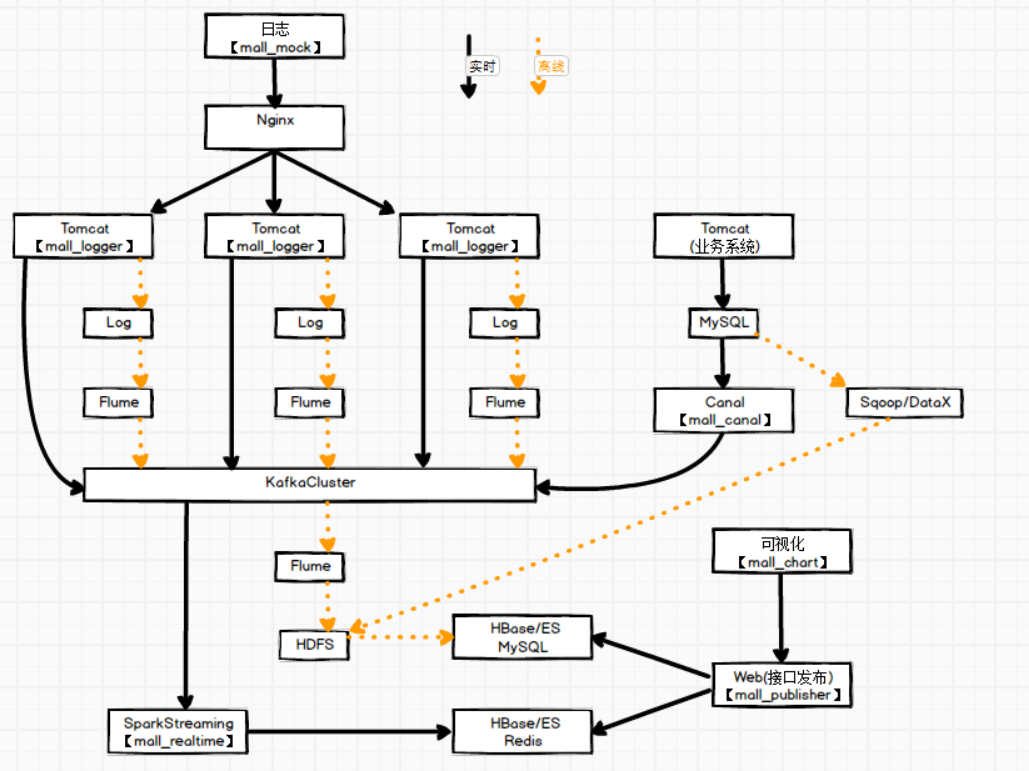 日志
【mall_mock】
实时
离线
Nginx
Tomcat
【mall_logger】
Tomcat
【mall_logger】
Tomcat
【mall_logger】
Tomcat
(业务系统)
Log
Log
Log
MySQL
Flume
Flume
Flume
Canal
【mall_canal】
Sqoop/DataX
KafkaCluster
Flume
可视化
【mall_chart】
HDFS
HBase/ES
MySQL
Web(接口发布)
【mall_publisher】
SparkStreaming
【mall_realtime】
HBase/ES
Redis